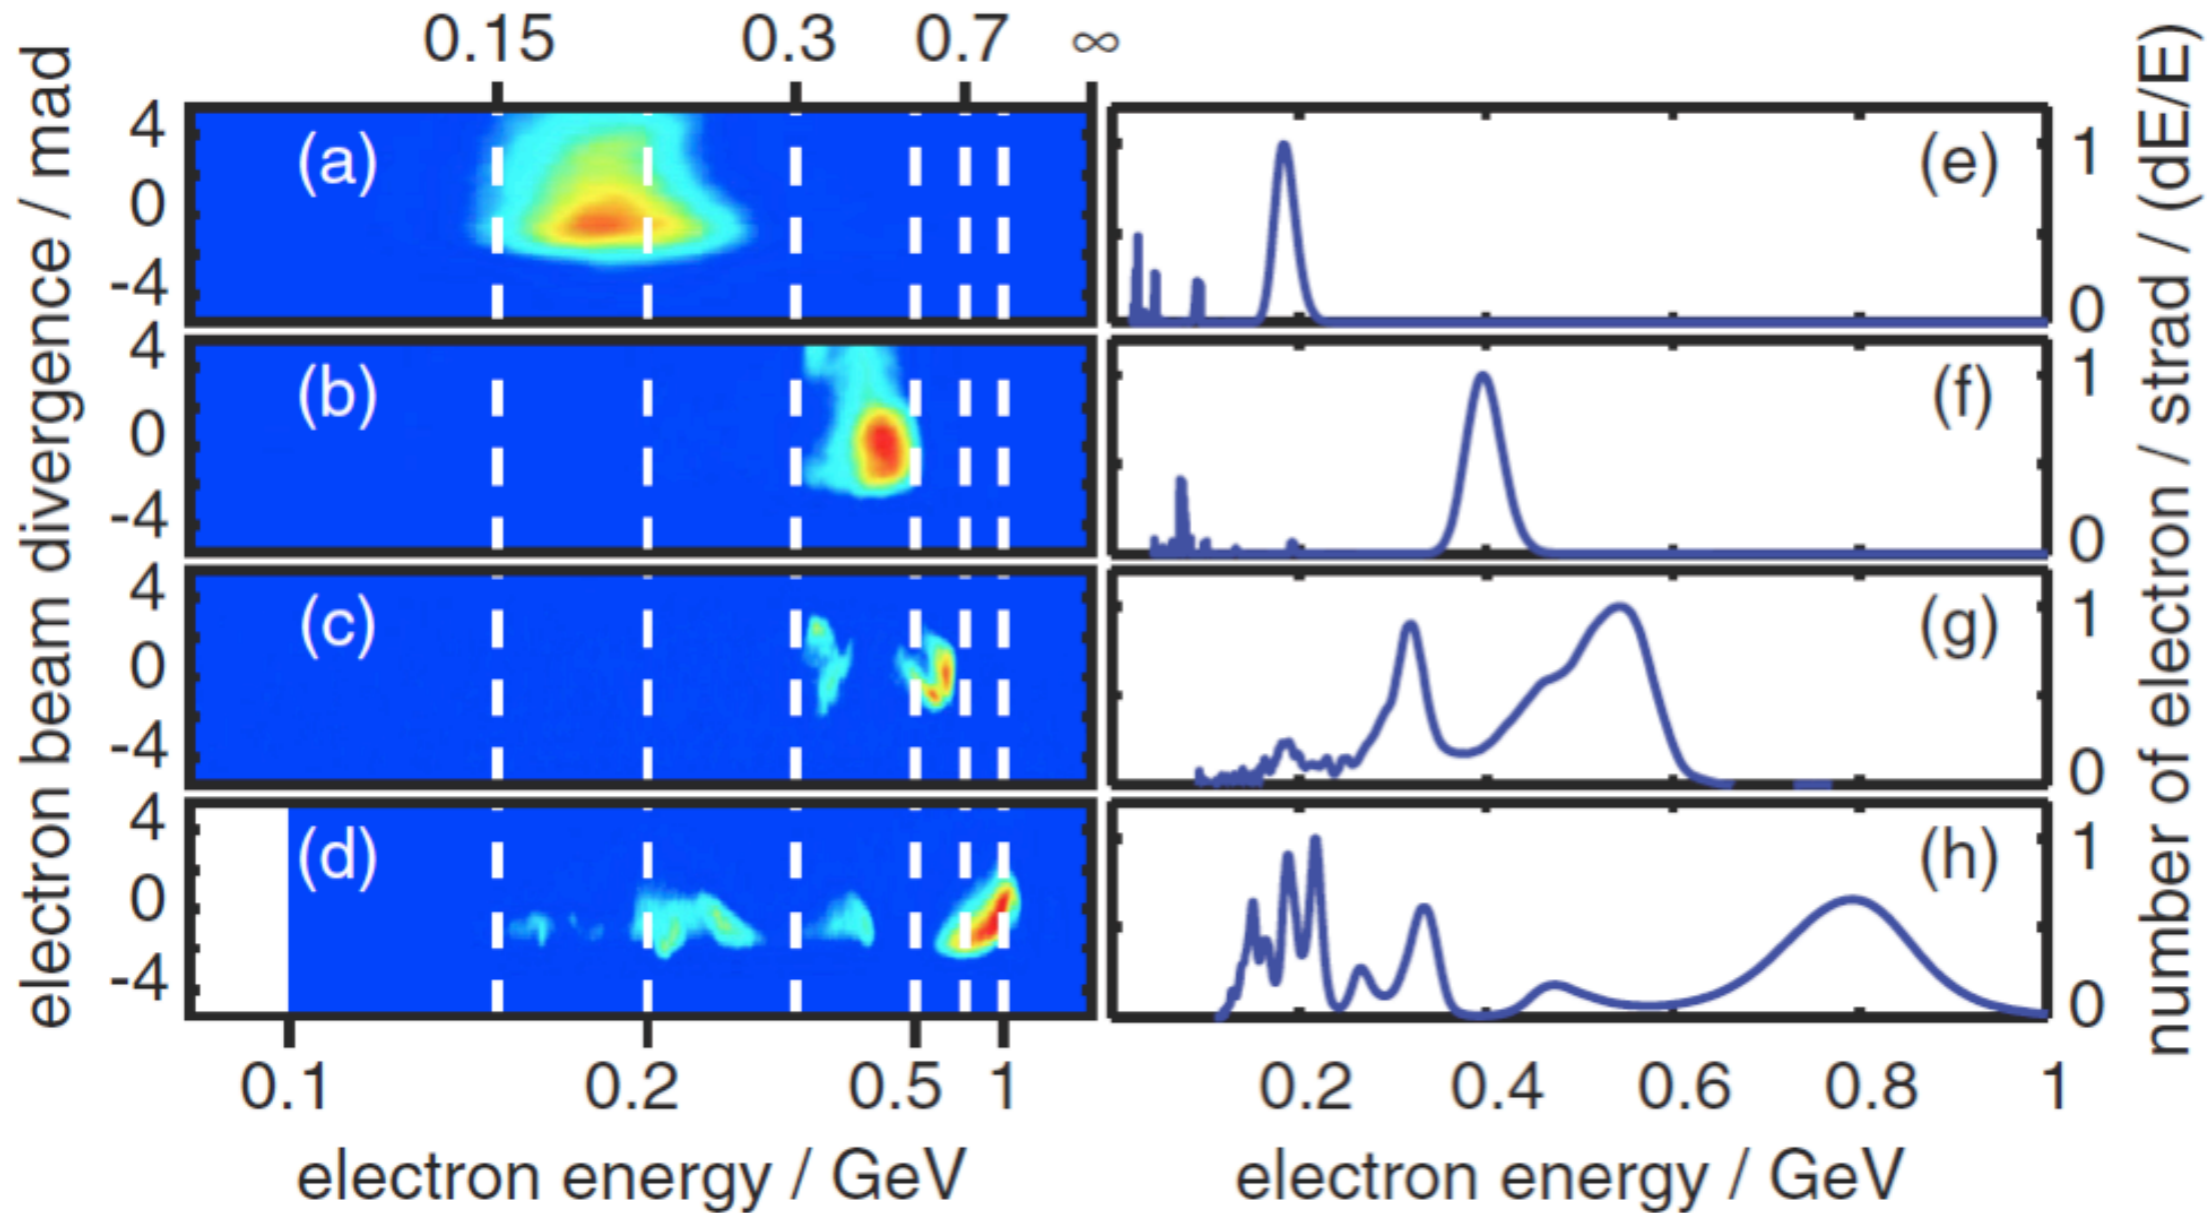 0.15 0.3 0.7 ∞
electron beam divergence / mad
4
0
-4
(a)
(e)
1
0
4
0
-4
(b)
(f)
1
0
4
0
-4
(c)
(g)
1
0
4
0
-4
(d)
(h)
1
0
number of electron / strad / (dE/E)
0.1 0.2 0.5 1
0.2 0.4 0.6 0.8 1
electron energy / GeV
electron energy / GeV